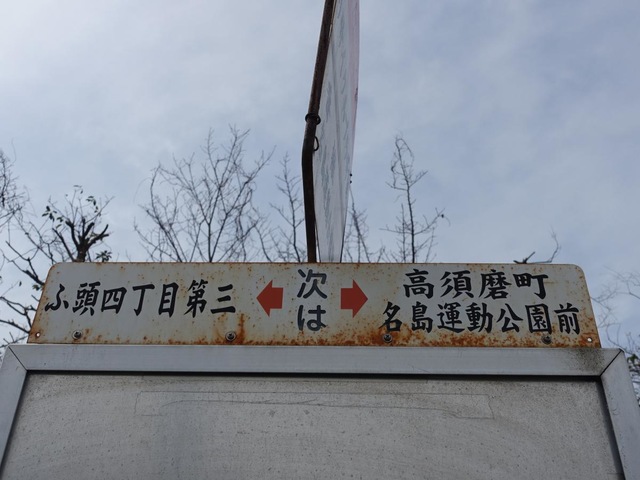 ふ頭四丁目第三
次は
高須磨町
名島運動公園前